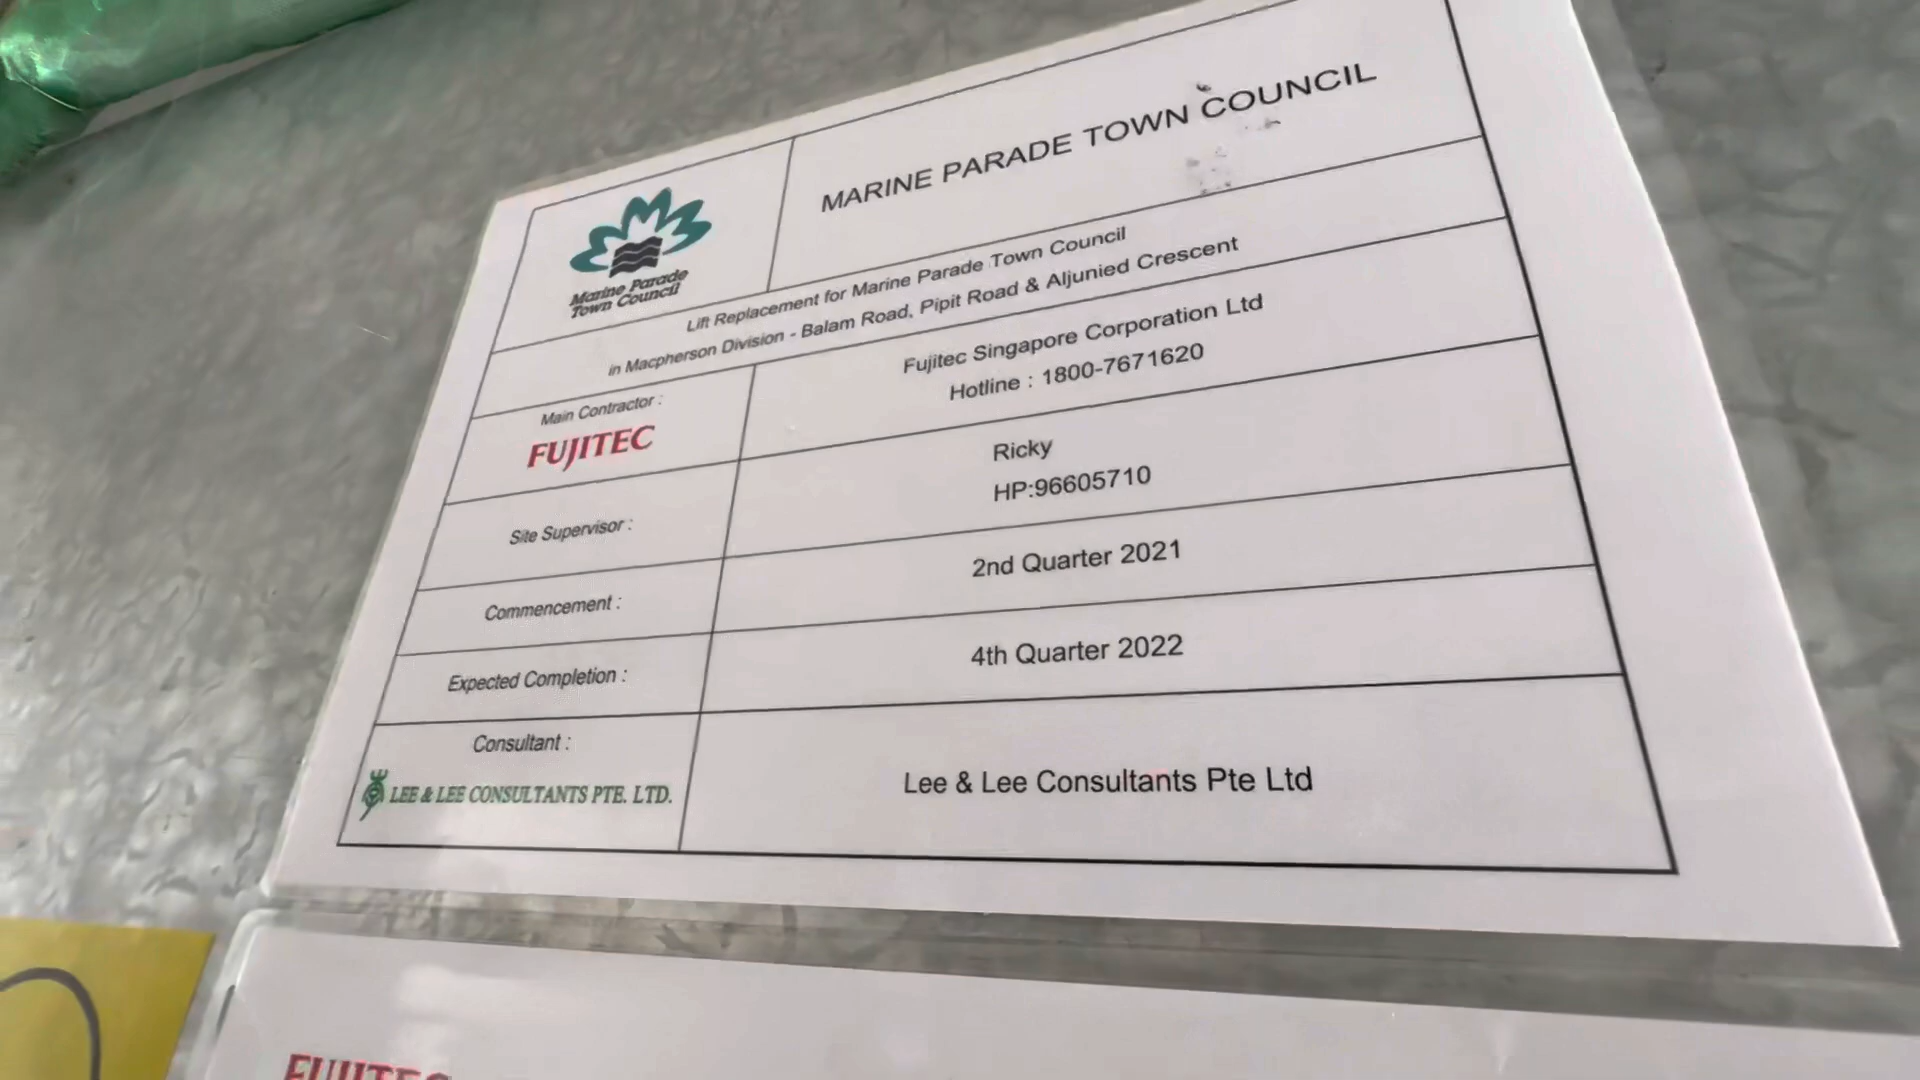 MARINE PARADE TOWN COUNCIL
Marine Parade
Town Council
Lift Replacement for Marine Parade Town Council
in Macpherson Division - Balam Road, Pipit Road & Aljunied Crescent
Main Contractor :
FUJITEC
Fujitec Singapore Corporation Ltd
Hotline : 1800-7671620
Site Supervisor :
Ricky
HP:96605710
Commencement :
2nd Quarter 2021
Expected Completion :
4th Quarter 2022
Consultant :
LEE & LEE CONSULTANTS PTE. LTD.
Lee & Lee Consultants Pte Ltd
FUJITEC